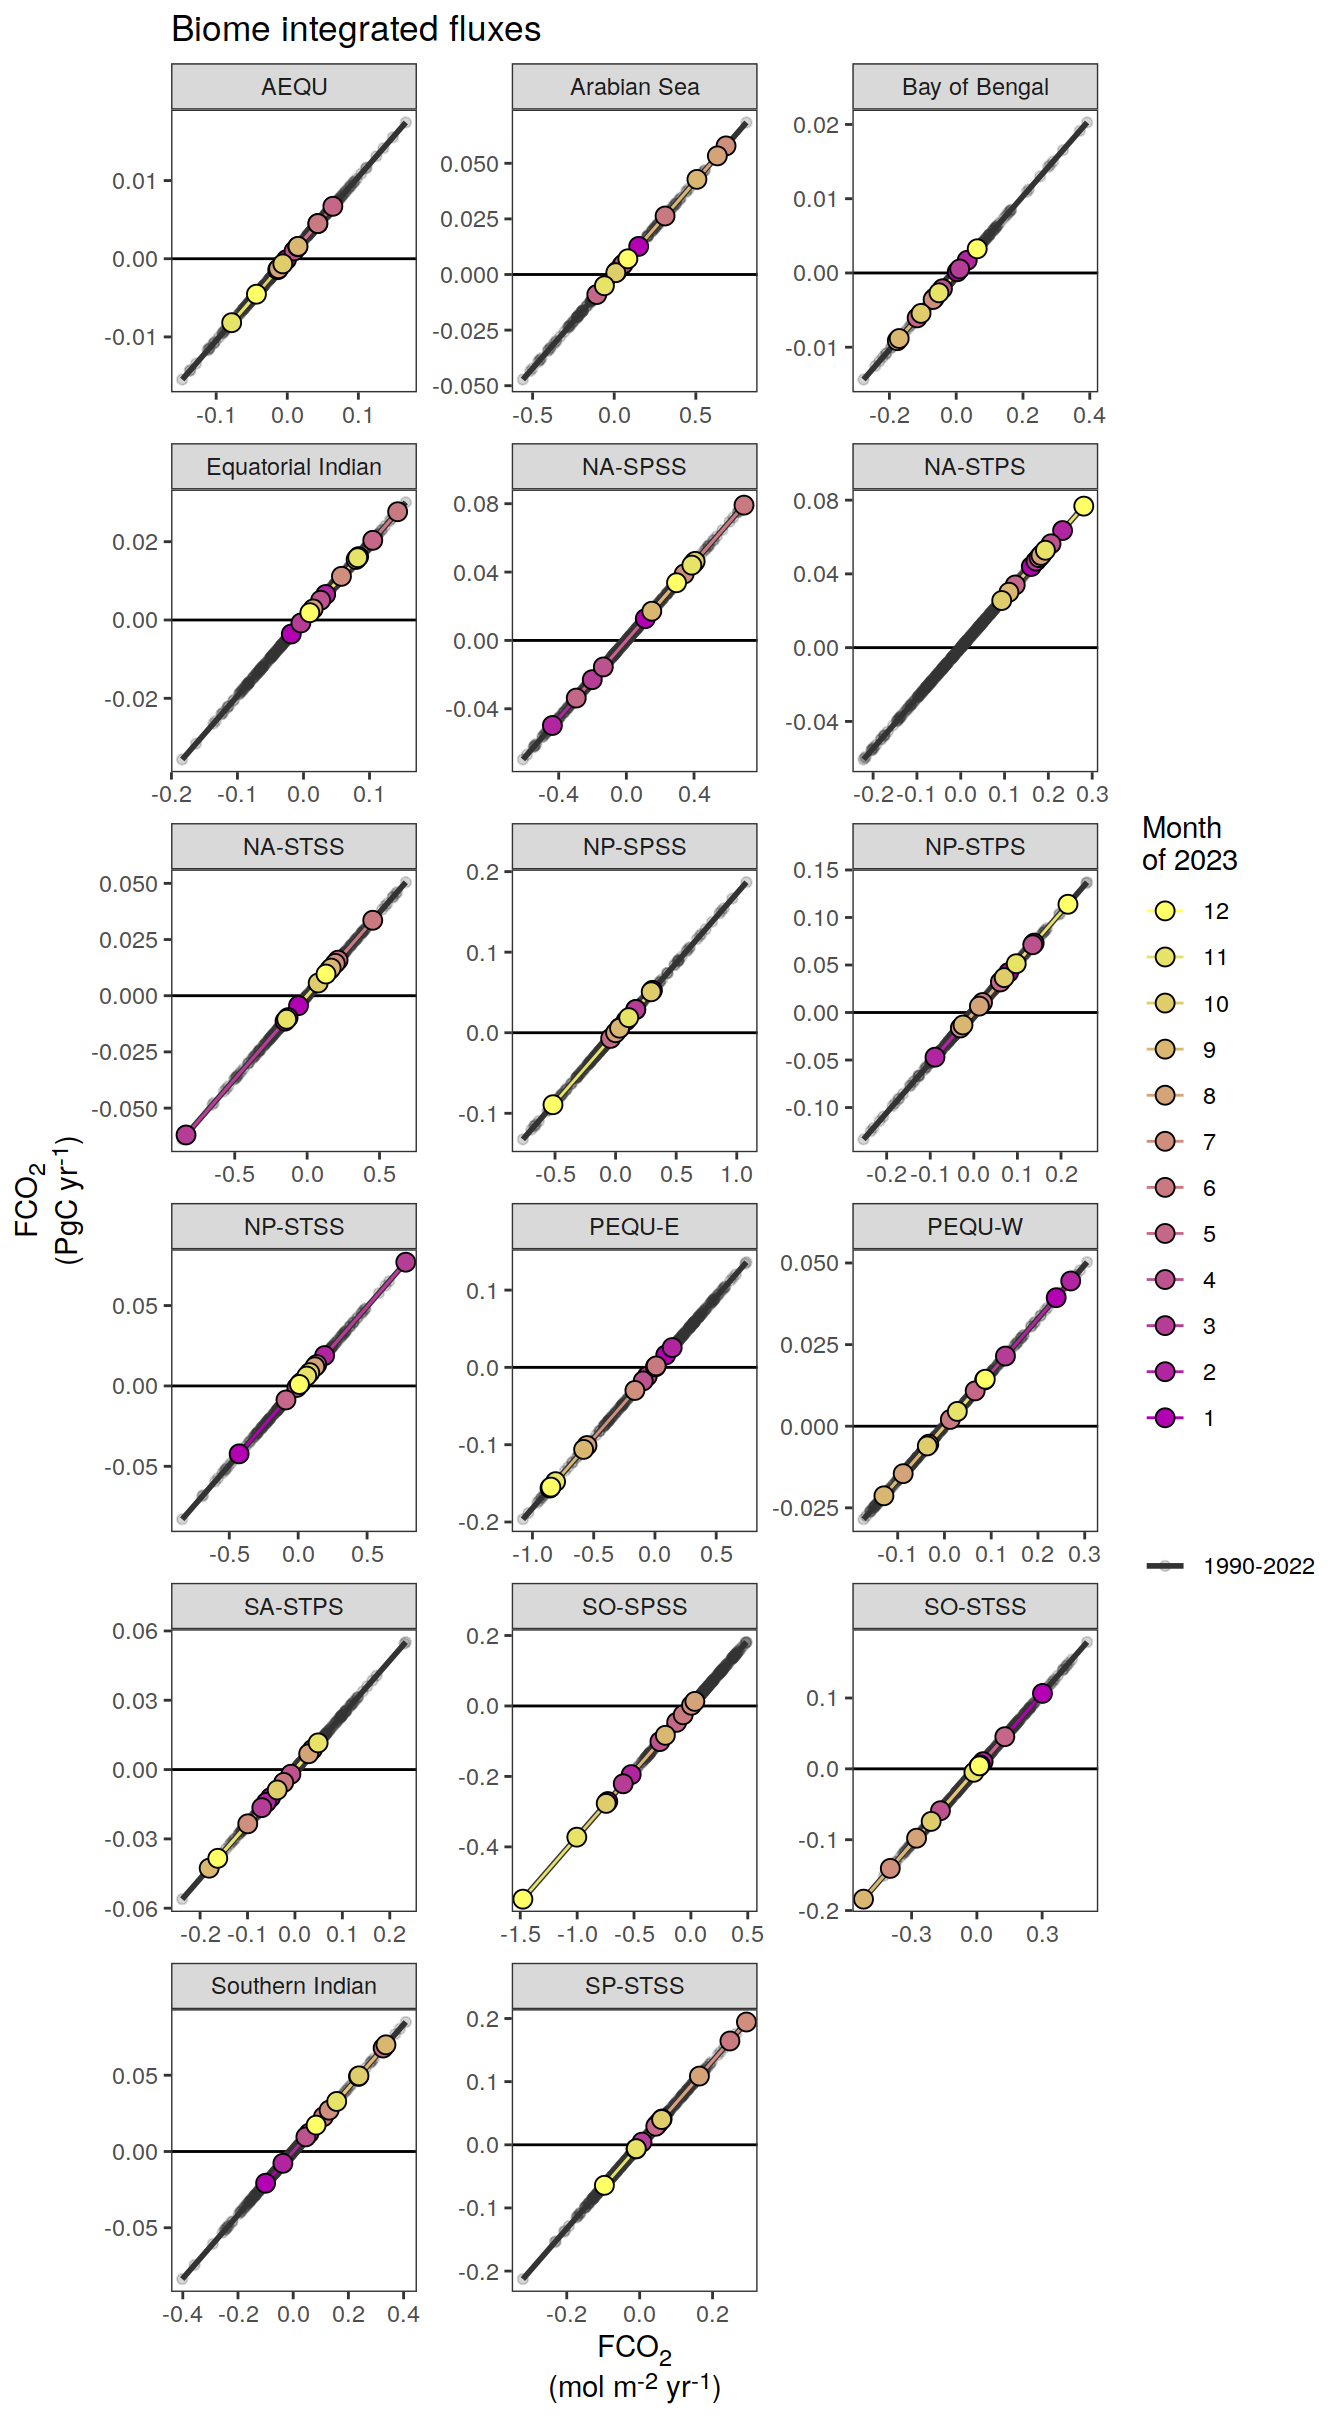 Biome integrated fluxes
AEQU
Arabian Sea
Bay of Bengal
0.01
0.00
-0.01
0.050
0.025
0.000
-0.025
-0.050
0.02
0.01
0.00
-0.01
-0.1 0.0 0.1
-0.5 0.0 0.5
-0.2 0.0 0.2 0.4
Equatorial Indian
NA-SPSS
NA-STPS
0.02
0.00
-0.02
0.08
0.04
0.00
-0.04
0.08
0.04
0.00
-0.04
-0.2 -0.1 0.0 0.1
-0.4 0.0 0.4
-0.2 -0.1 0.0 0.1 0.2 0.3
NA-STSS
NP-SPSS
NP-STPS
0.050
0.025
0.000
-0.025
-0.050
0.2
0.1
0.0
-0.1
0.15
0.10
0.05
0.00
-0.05
-0.10
-0.5 0.0 0.5
-0.5 0.0 0.5 1.0
-0.2 -0.1 0.0 0.1 0.2
NP-STSS
PEQU-E
PEQU-W
0.05
0.00
-0.05
0.1
0.0
-0.1
-0.2
0.050
0.025
0.000
-0.025
-0.5 0.0 0.5
-1.0 -0.5 0.0 0.5
-0.1 0.0 0.1 0.2 0.3
SA-STPS
SO-SPSS
SO-STSS
0.06
0.03
0.00
-0.03
-0.06
0.2
0.0
-0.2
-0.4
0.1
0.0
-0.1
-0.2
-0.2 -0.1 0.0 0.1 0.2
-1.5 -1.0 -0.5 0.0 0.5
-0.3 0.0 0.3
Southern Indian
SP-STSS
0.05
0.00
-0.05
0.2
0.1
0.0
-0.1
-0.2
-0.4 -0.2 0.0 0.2 0.4
-0.2 0.0 0.2
FCO₂
(mol m⁻² yr⁻¹)
FCO₂
(PgC yr⁻¹)
Month
of 2023
12
11
10
9
8
7
6
5
4
3
2
1
1990-2022